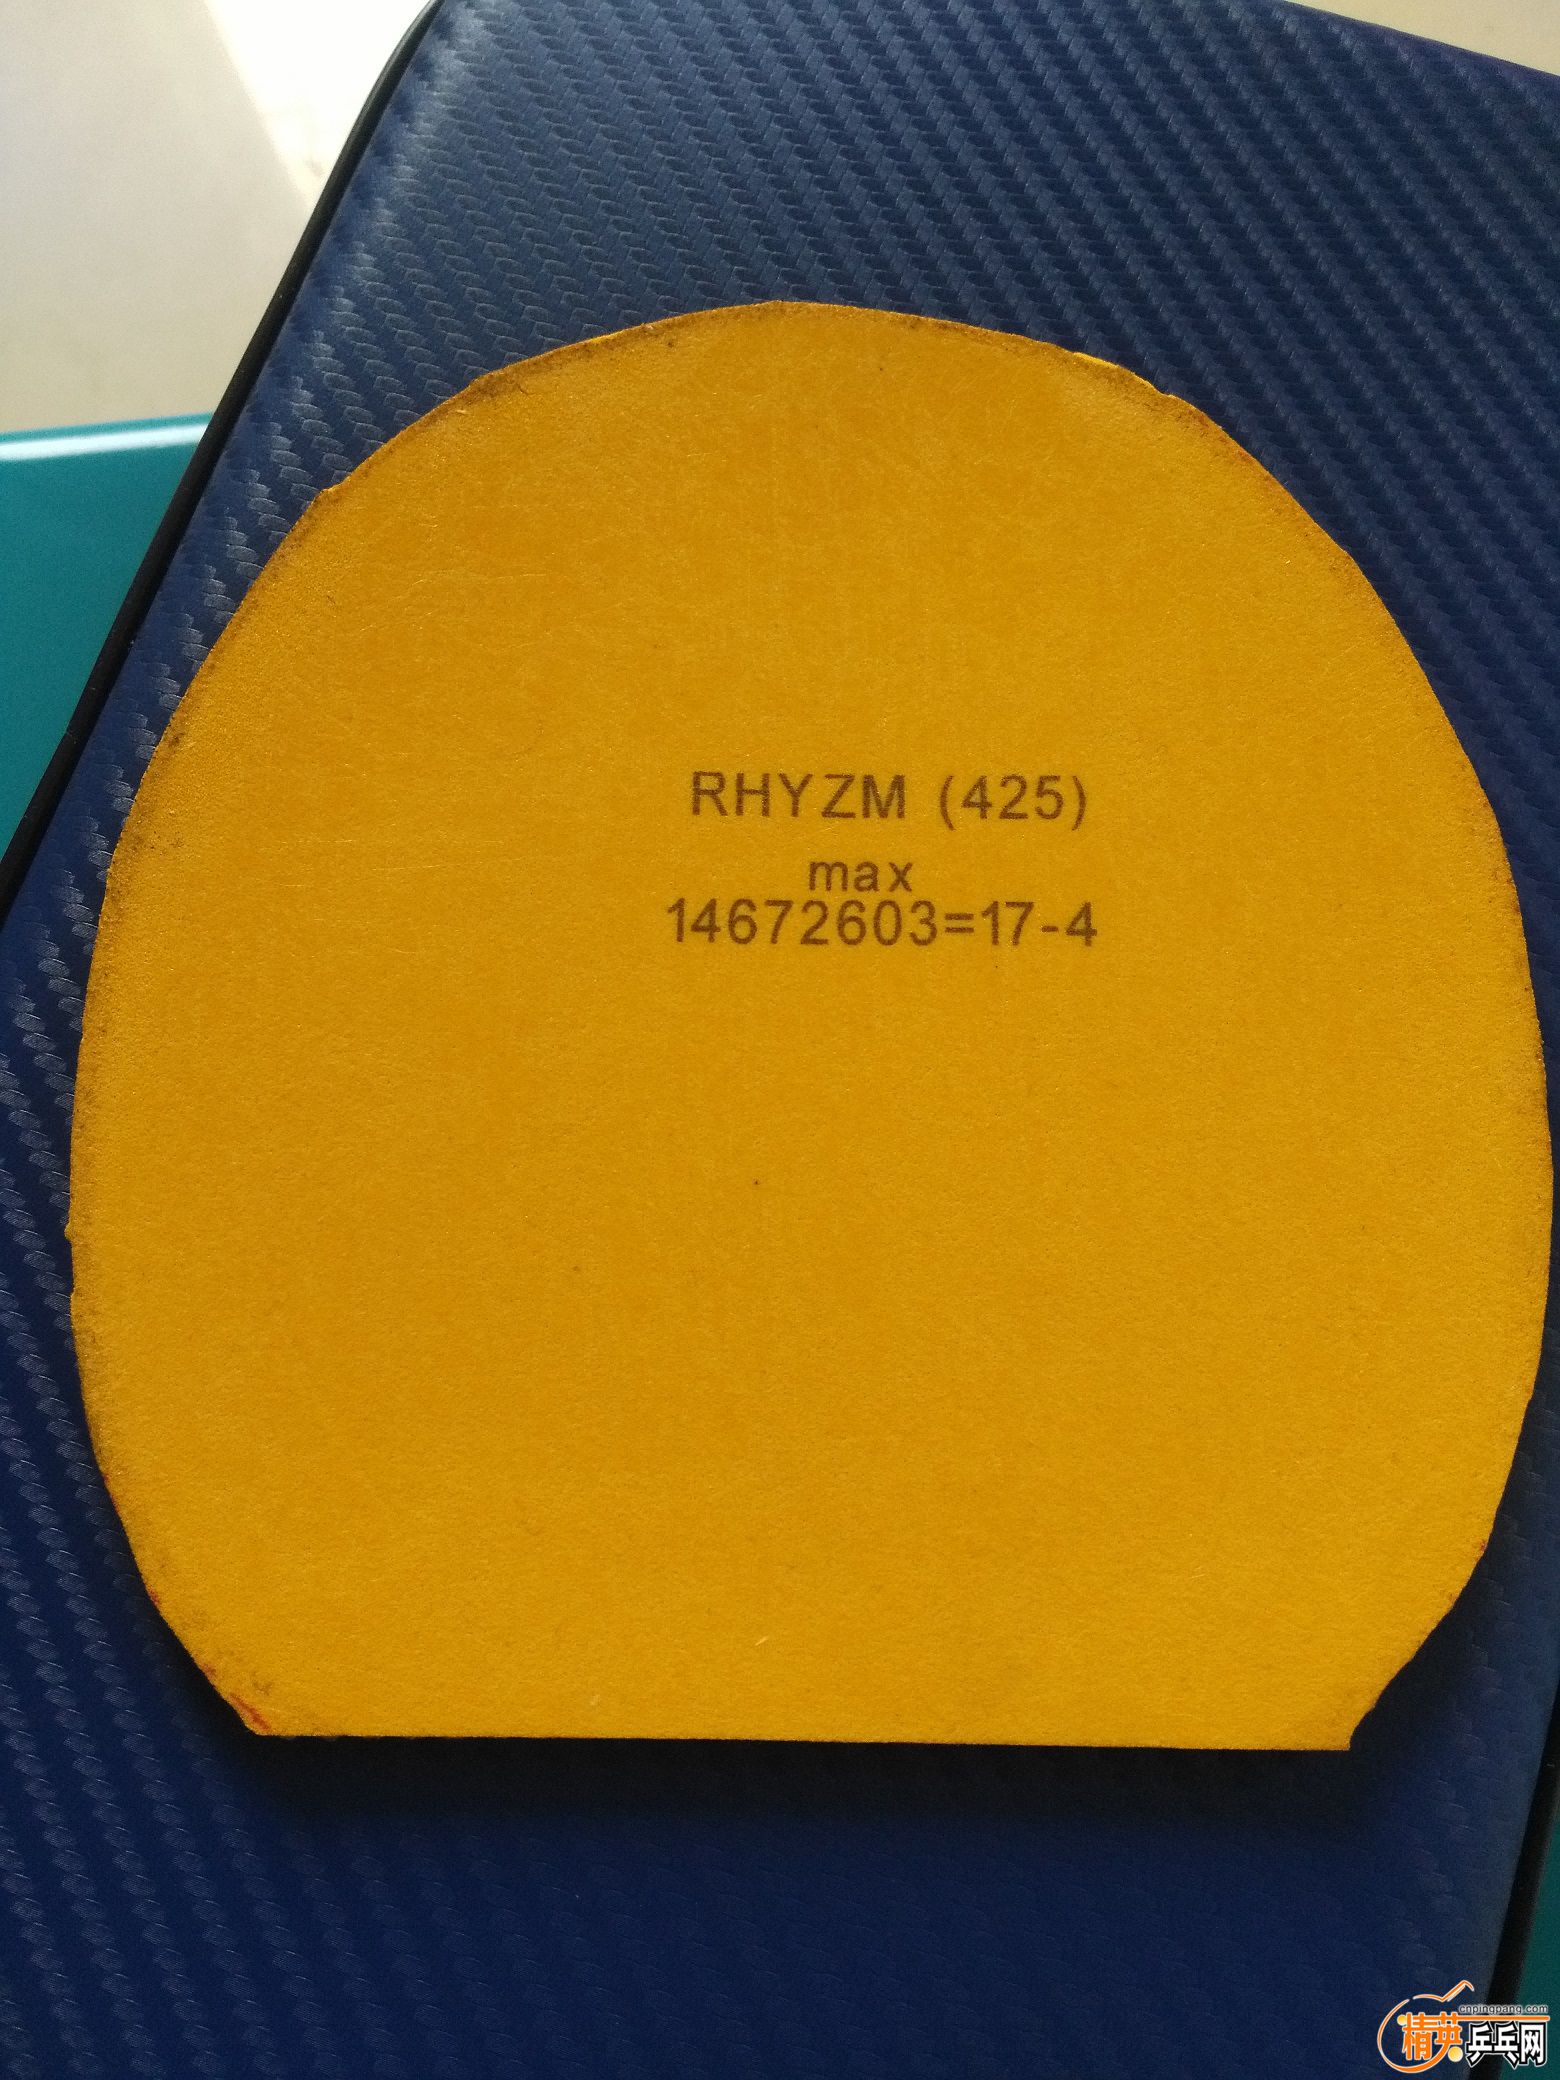 RHYZM (425)
max
14672603=17-4
cnpingpang.com
精英乒乓网